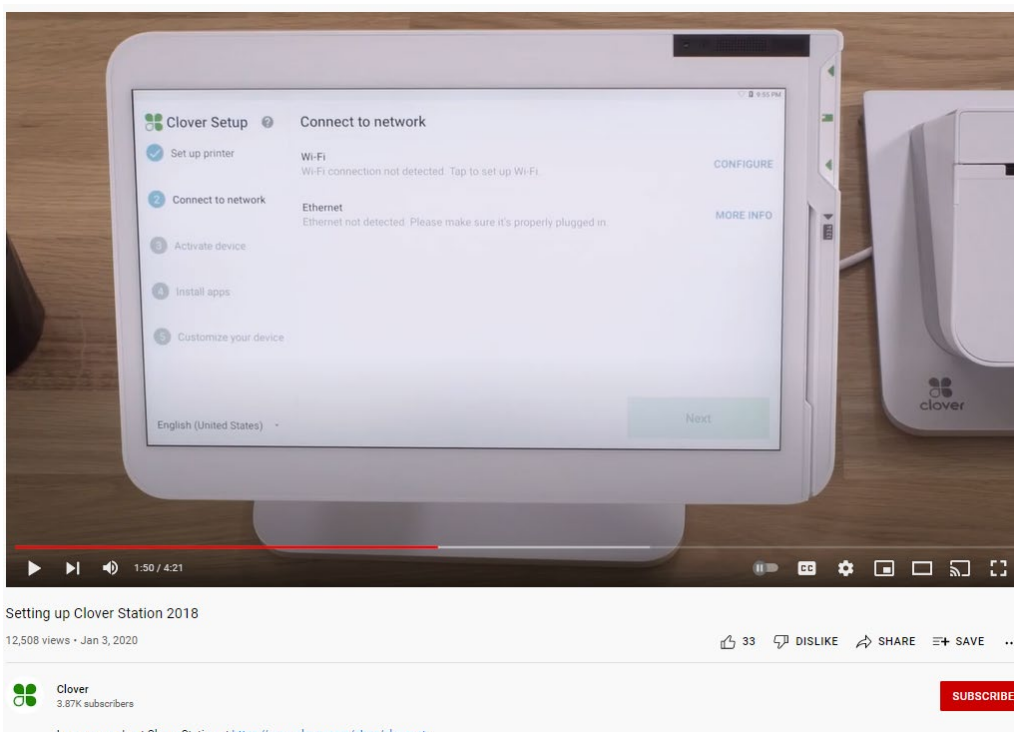 9:55 PM
Clover Setup
Connect to network
Set up printer
Wi-Fi
Wi-Fi connection not detected. Tap to set up Wi-Fi.
CONFIGURE
2 Connect to network
Ethernet
Ethernet not detected. Please make sure it's properly plugged in.
MORE INFO
3 Activate device
4 Install apps
5 Customize your device
English (United States)
Next
clover
1:50 / 4:21
CC
Setting up Clover Station 2018
12,508 views • Jan 3, 2020
33 DISLIKE SHARE SAVE
Clover
3.87K subscribers
SUBSCRIBE